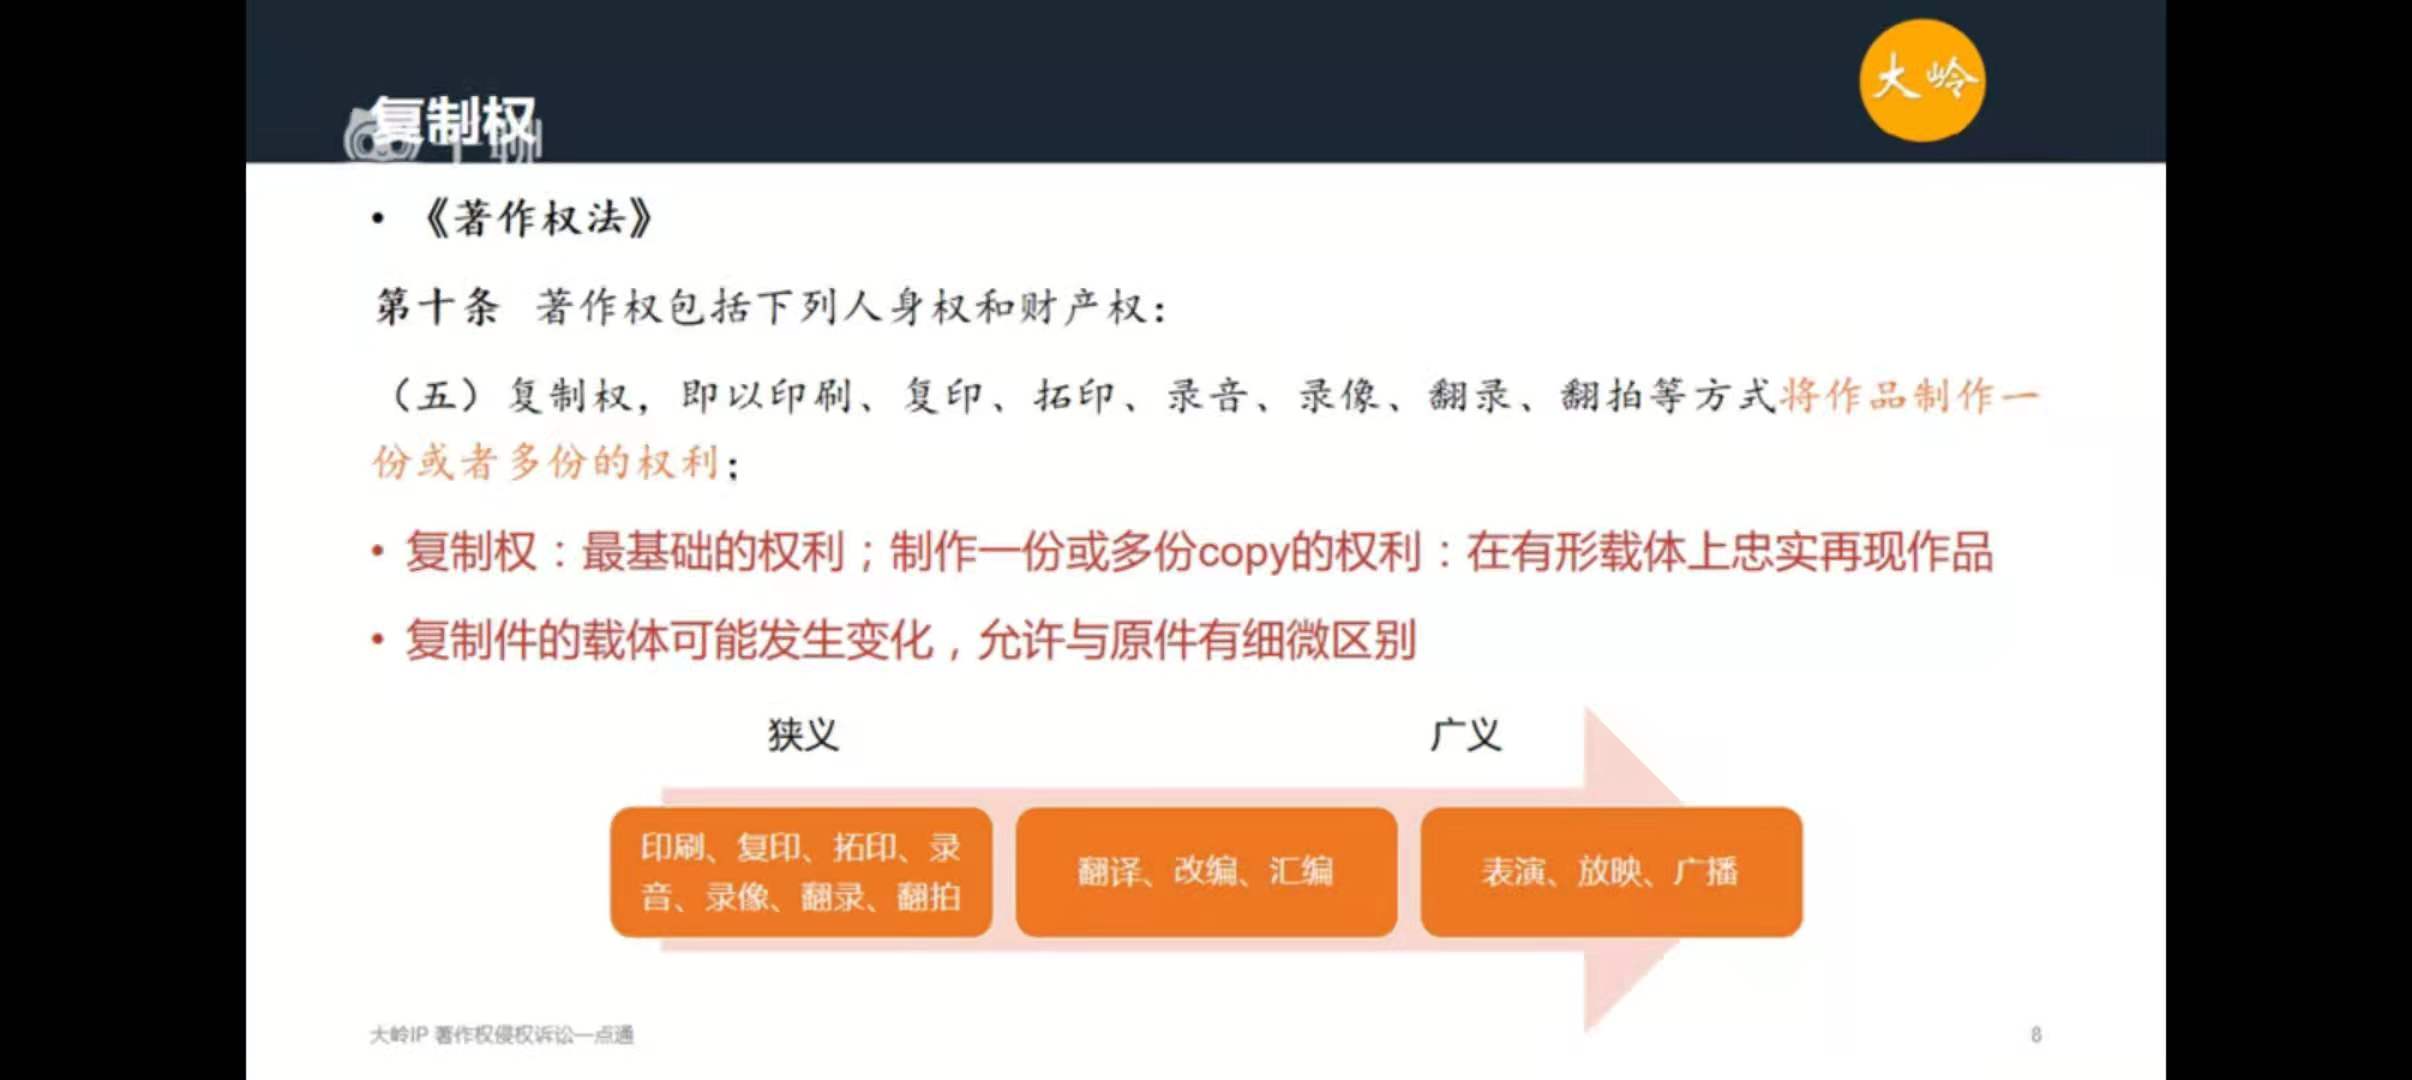 大岭
复制权
• 《著作权法》
第十条 著作权包括下列人身权和财产权：
（五）复制权，即以印刷、复印、拓印、录音、录像、翻录、翻拍等方式将作品制作一
份或者多份的权利；
• 复制权：最基础的权利；制作一份或多份copy的权利：在有形载体上忠实再现作品
• 复制件的载体可能发生变化，允许与原件有细微区别
狭义
广义
印刷、复印、拓印、录
音、录像、翻录、翻拍
翻译、改编、汇编
表演、放映、广播
大岭IP 著作权侵权诉讼一点通
8